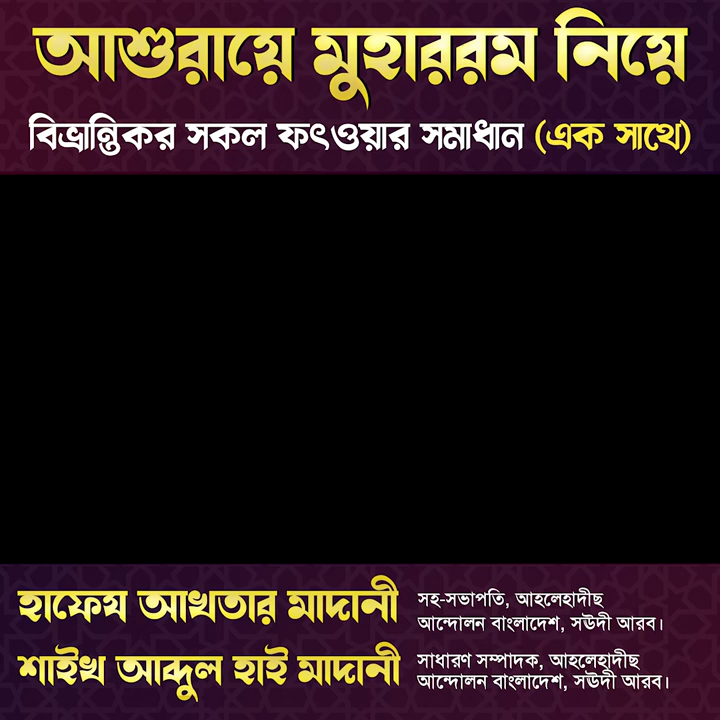 আশুরায়ে মুহাররম নিয়ে
বিভ্রান্তিকর সকল ফৎওয়ার সমাধান (এক সাথে)
হাফেয আখতার মাদানী
সহ-সভাপতি, আহলেহাদীছ
আন্দোলন বাংলাদেশ, সঊদী আরব।
শাইখ আব্দুল হাই মাদানী
সাধারণ সম্পাদক, আহলেহাদীছ
আন্দোলন বাংলাদেশ, সঊদী আরব।